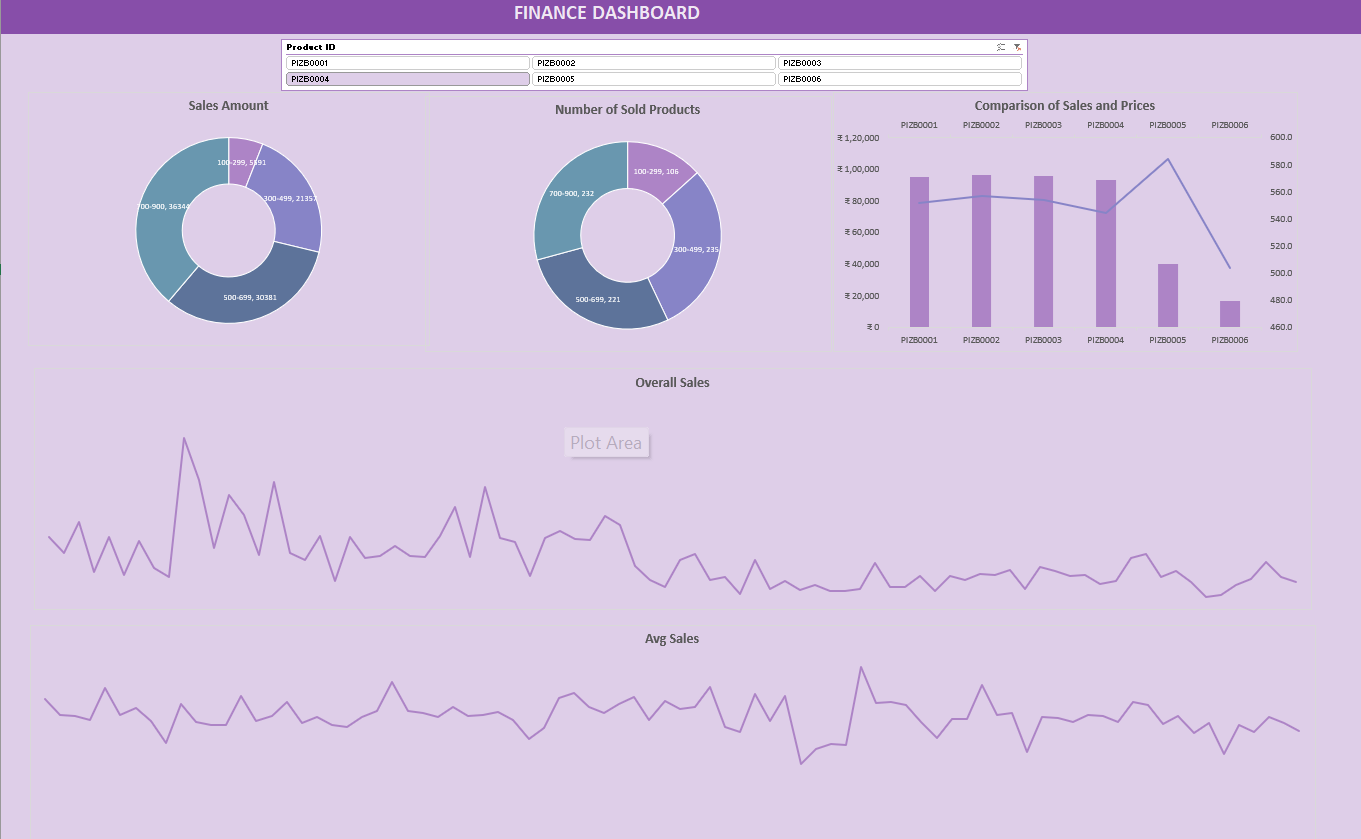 FINANCE DASHBOARD
Product ID
PIZB0001 PIZB0002 PIZB0003
PIZB0004 PIZB0005 PIZB0006
Sales Amount
100-299, 5591
300-499, 21357
500-699, 30381
700-900, 36344
Number of Sold Products
100-299, 106
300-499, 235
500-699, 221
700-900, 232
Comparison of Sales and Prices
PIZB0001 PIZB0002 PIZB0003 PIZB0004 PIZB0005 PIZB0006
₹ 1,20,000
₹ 1,00,000
₹ 80,000
₹ 60,000
₹ 40,000
₹ 20,000
₹ 0
600.0
580.0
560.0
540.0
520.0
500.0
480.0
460.0
PIZB0001 PIZB0002 PIZB0003 PIZB0004 PIZB0005 PIZB0006
Overall Sales
Plot Area
Avg Sales